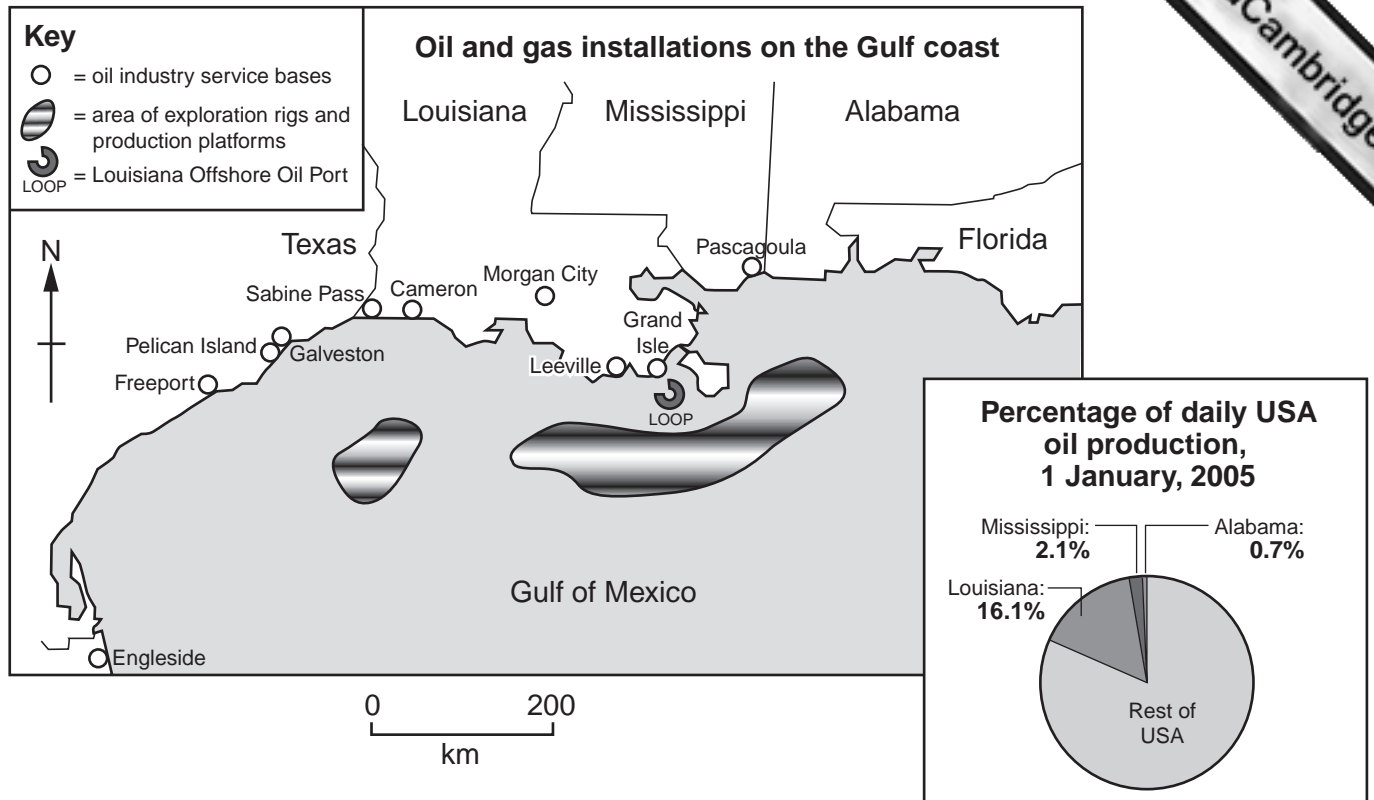 Key
= oil industry service bases
= area of exploration rigs and
production platforms
LOOP
= Louisiana Offshore Oil Port
Oil and gas installations on the Gulf coast
Louisiana
Mississippi
Alabama
Texas
Florida
N
Pascagoula
Morgan City
Sabine Pass
Cameron
Grand
Isle
Pelican Island
Galveston
Leeville
Freeport
LOOP
Gulf of Mexico
Engleside
0
200
km
Percentage of daily USA
oil production,
1 January, 2005
Mississippi:
2.1%
Alabama:
0.7%
Louisiana:
16.1%
Rest of
USA
Cambridge